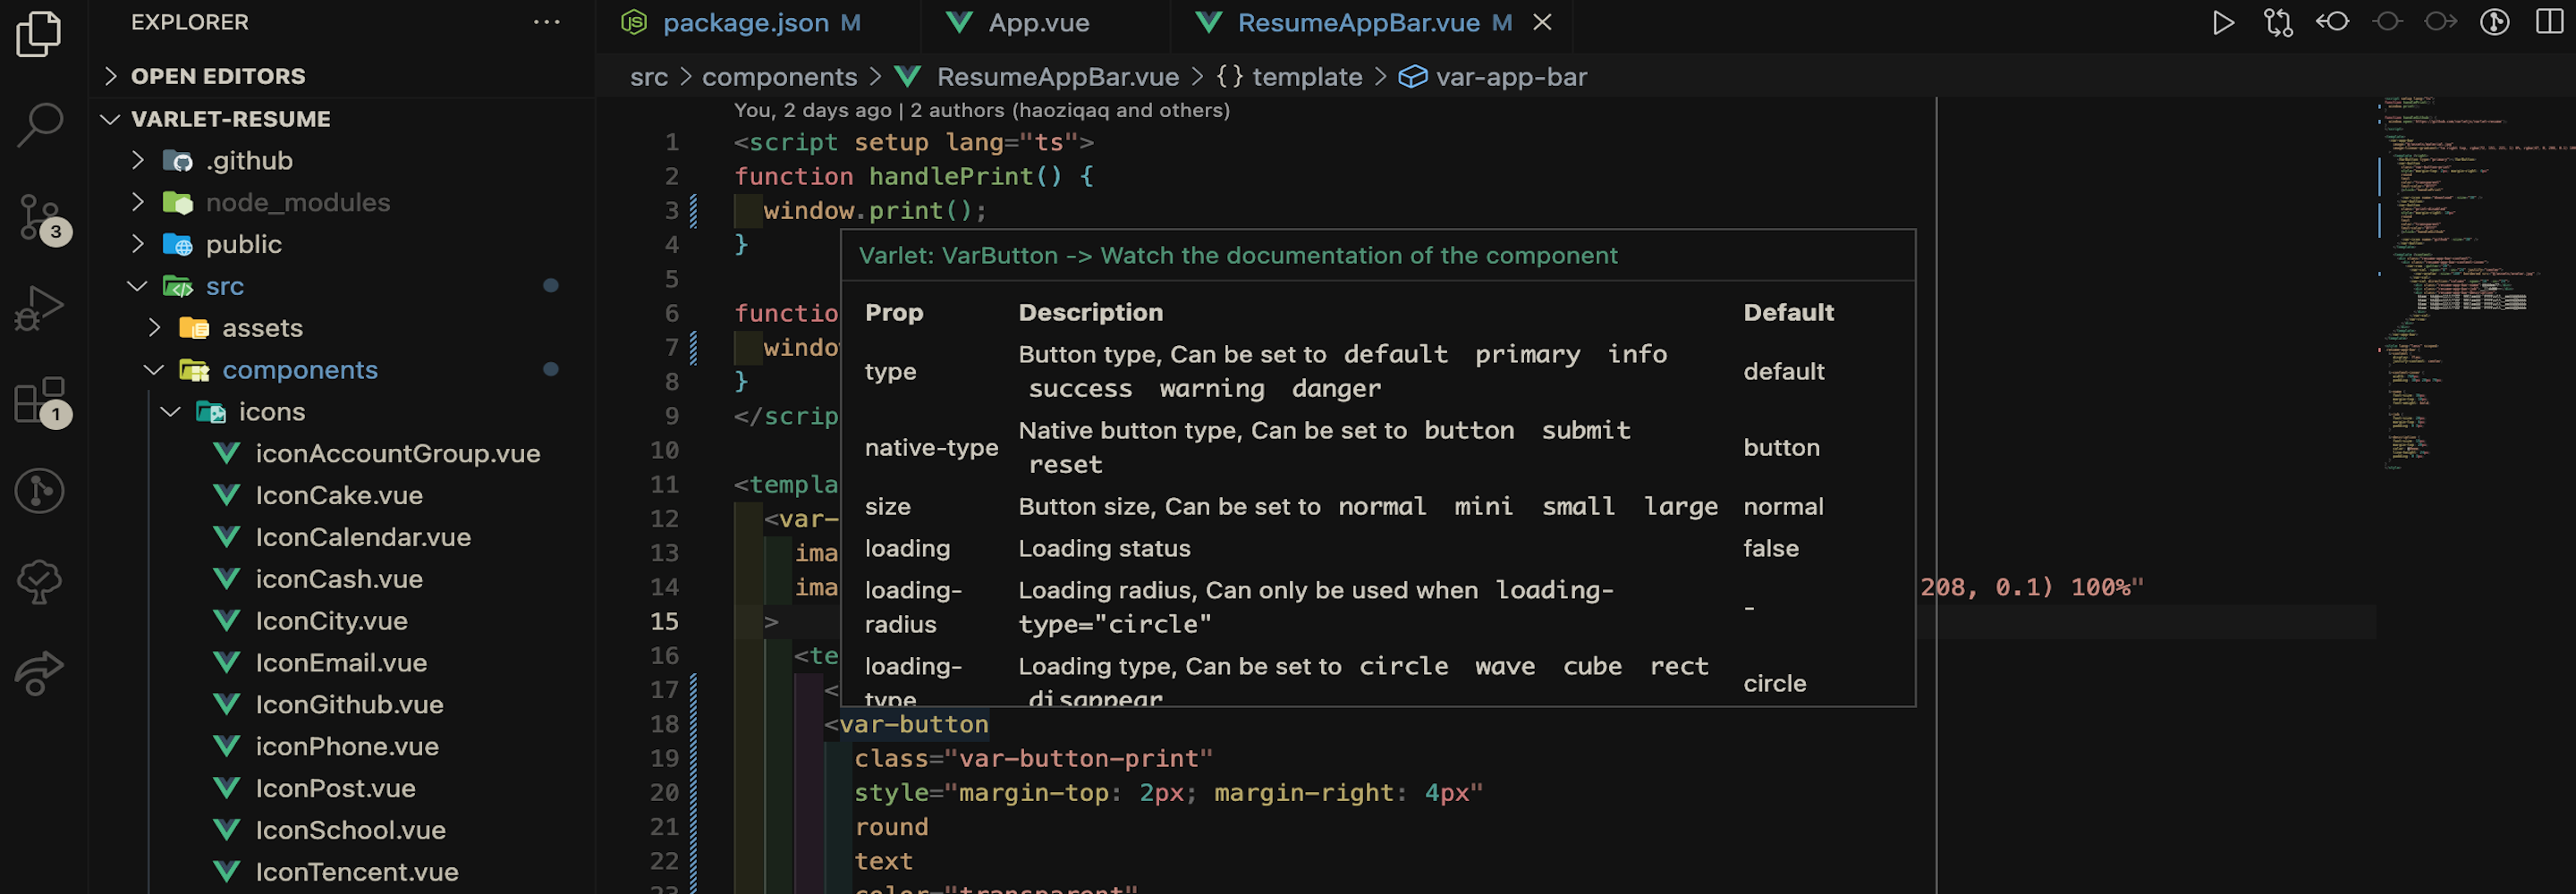 EXPLORER
OPEN EDITORS
VARLET-RESUME
.github
node_modules
public
src
assets
components
icons
iconAccountGroup.vue
IconCake.vue
IconCalendar.vue
iconCash.vue
IconCity.vue
IconEmail.vue
IconGithub.vue
iconPhone.vue
IconPost.vue
IconSchool.vue
IconTencent.vue
3
1
package.json M
App.vue
ResumeAppBar.vue M
src > components > ResumeAppBar.vue > {} template > var-app-bar
You, 2 days ago | 2 authors (haoziqaq and others)
1 <script setup lang="ts">
2 function handlePrint() {
3 window.print();
4 }
5
6 functio
7 windo
8 }
9 </scrip
10
11 <templa
12 <var-
13 ima
14 ima 208, 0.1) 100%"
15 >
16 <te
17 <
18 <var-button
19 class="var-button-print"
20 style="margin-top: 2px; margin-right: 4px"
21 round
22 text
23 color="transparent"
Varlet: VarButton -> Watch the documentation of the component
Prop Description Default
type Button type, Can be set to default primary info success warning danger default
native-type Native button type, Can be set to button submit reset button
size Button size, Can be set to normal mini small large normal
loading Loading status false
loading-radius Loading radius, Can only be used when loading-type="circle" -
loading-type Loading type, Can be set to circle wave cube rect disappear circle